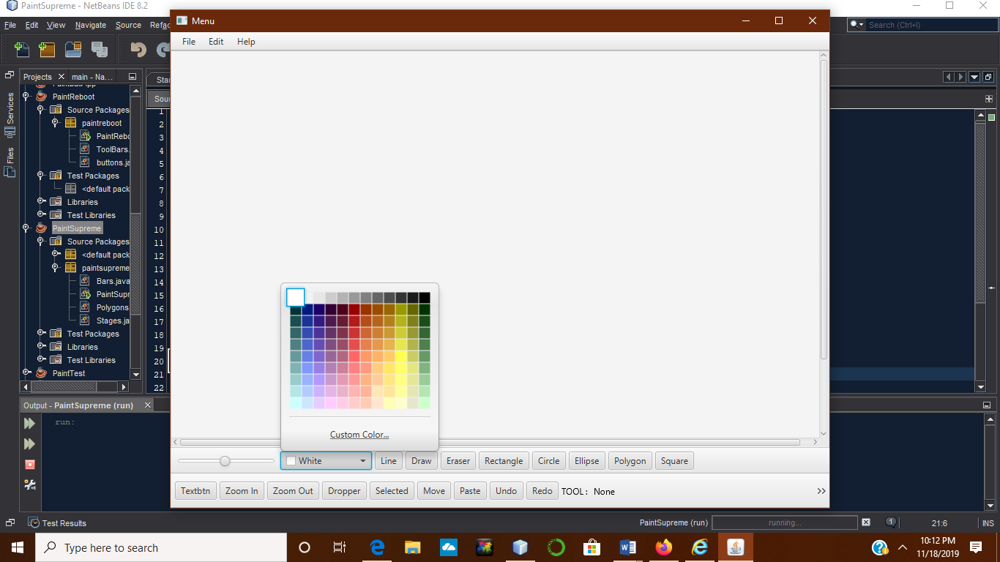 PaintSupreme - NetBeans IDE 8.2
File Edit View Navigate Source Refac
Search (Ctrl+I)
Menu
File Edit Help
Projects main - Na...
Star
Sour
Services
Files
PaintReboot
Source Packages
paintreboot
PaintRebo
ToolBars.
buttons.ja
Test Packages
<default pack
Libraries
Test Libraries
PaintSupreme
Source Packages
<default pack
paintsupreme
Bars.java
PaintSupr
Polygons
Stages.ja
Test Packages
Libraries
Test Libraries
PaintTest
1
2
3
4
5
6
7
8
9
10
11
12
13
14
15
16
17
18
19
20
21
22
Custom Color...
White Line Draw Eraser Rectangle Circle Ellipse Polygon Square
Textbtn Zoom In Zoom Out Dropper Selected Move Paste Undo Redo TOOL: None >>
Output - PaintSupreme (run)
run:
Test Results
PaintSupreme (run) running... 1 21:6 INS
Type here to search
10:12 PM
11/18/2019